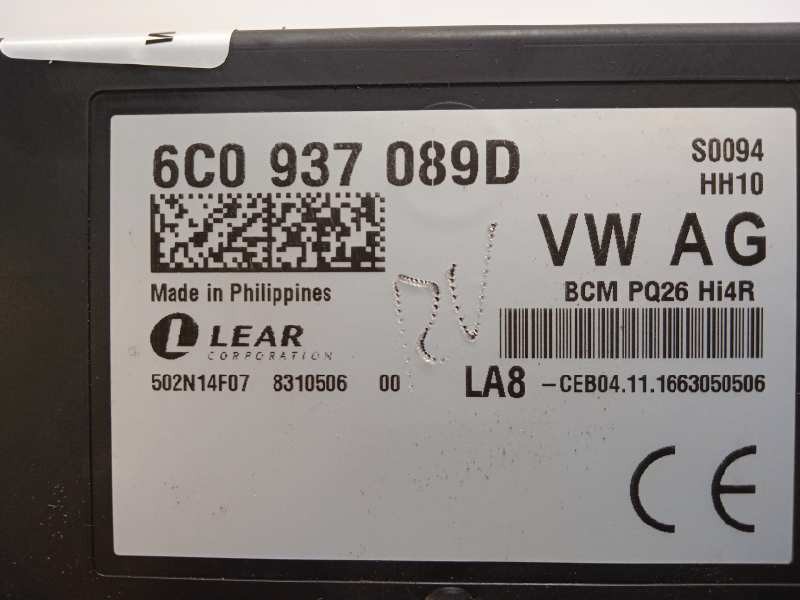 6C0 937 089D
S0094
HH10
VW AG
Made in Philippines
BCM PQ26 Hi4R
LEAR
CORPORATION
502N14F07 8310506 00
LA8 -CEB04.11.1663050506
CE